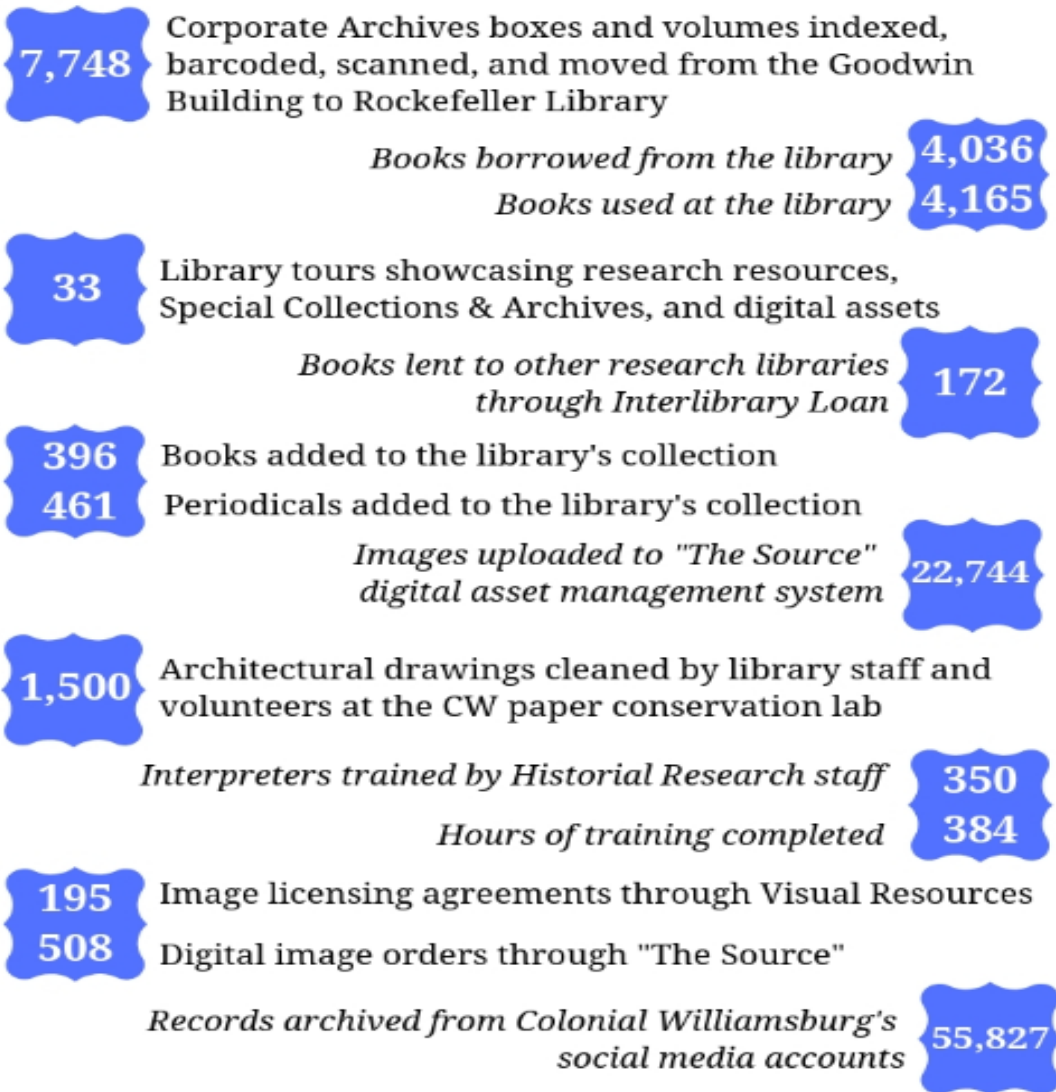 7,748
Corporate Archives boxes and volumes indexed,
barcoded, scanned, and moved from the Goodwin
Building to Rockefeller Library
Books borrowed from the library 4,036
Books used at the library 4,165
33
Library tours showcasing research resources,
Special Collections & Archives, and digital assets
Books lent to other research libraries
through Interlibrary Loan
172
396 Books added to the library's collection
461 Periodicals added to the library's collection
Images uploaded to "The Source"
digital asset management system
22,744
1,500
Architectural drawings cleaned by library staff and
volunteers at the CW paper conservation lab
Interpreters trained by Historial Research staff 350
Hours of training completed 384
195 Image licensing agreements through Visual Resources
508 Digital image orders through "The Source"
Records archived from Colonial Williamsburg's
social media accounts
55,827